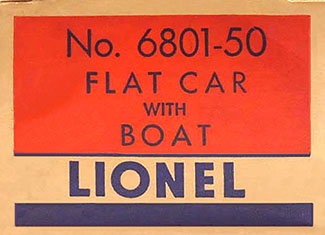 No. 6801-50
FLAT CAR
WITH
BOAT
LIONEL